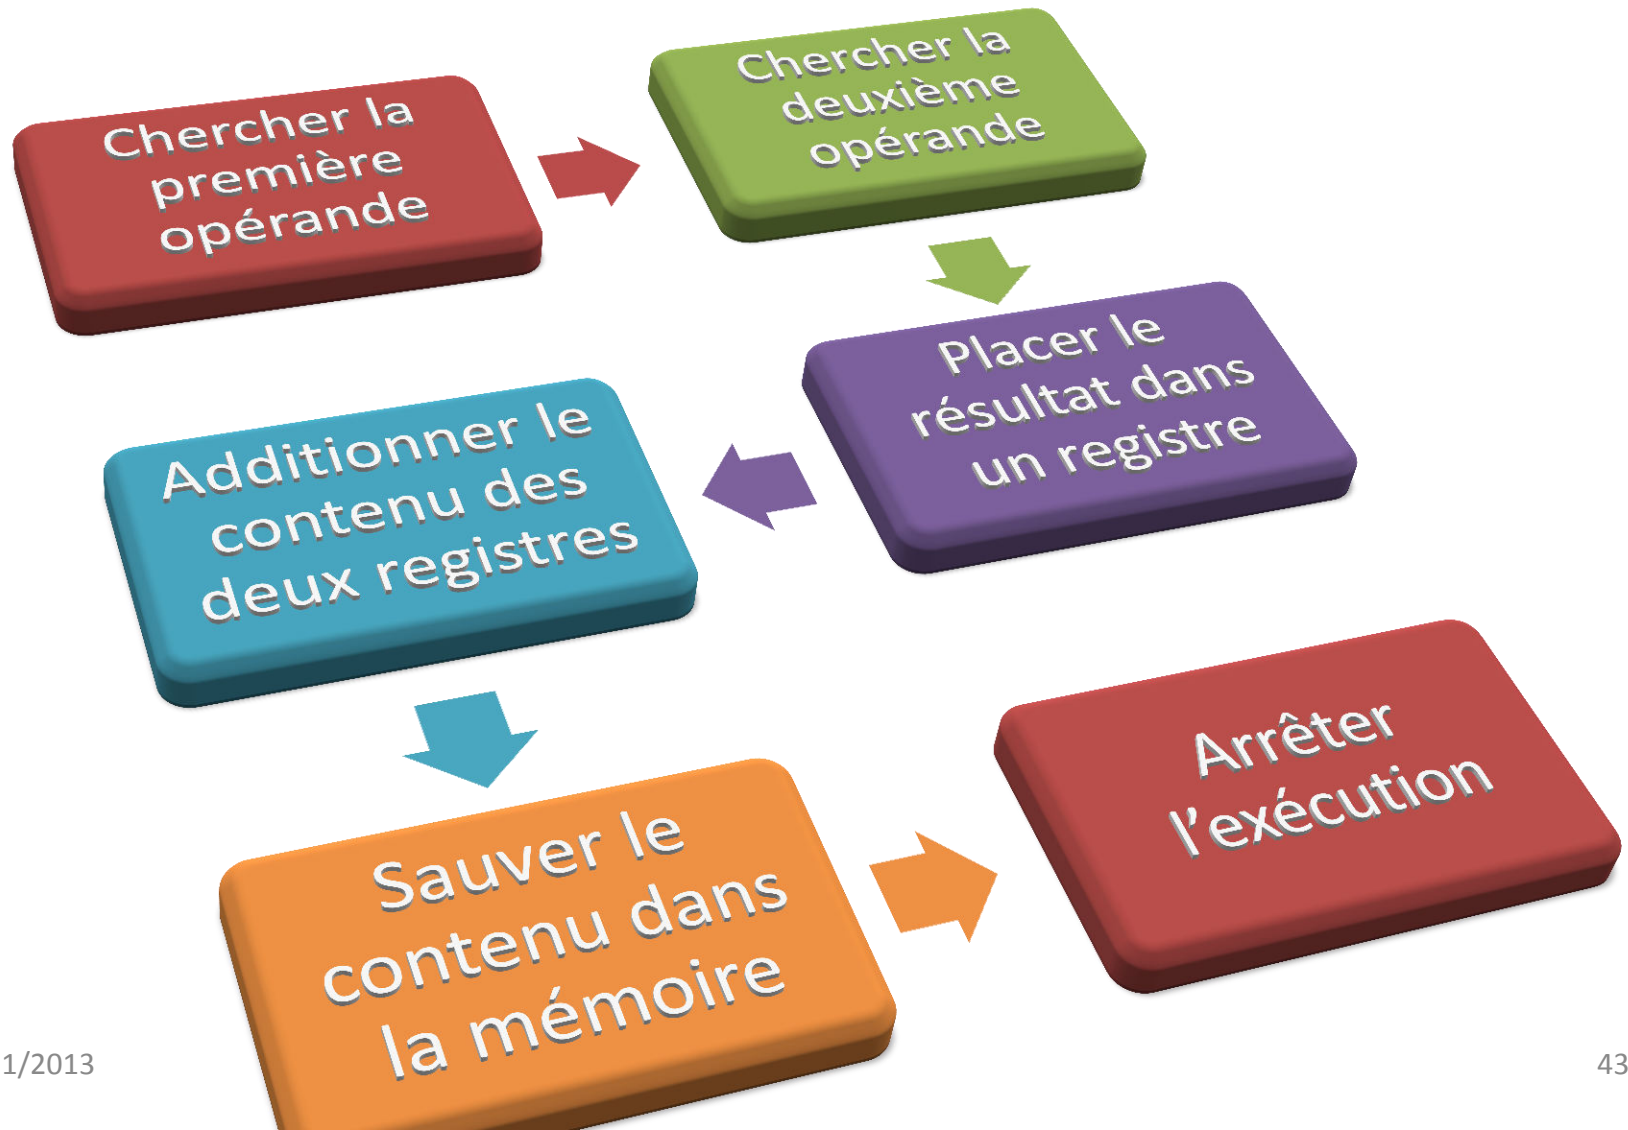 Chercher la
première
opérande
Chercher la
deuxième
opérande
Placer le
résultat dans
un registre
Additionner le
contenu des
deux registres
Sauver le
contenu dans
la mémoire
Arrêter
l'exécution
1/2013
43